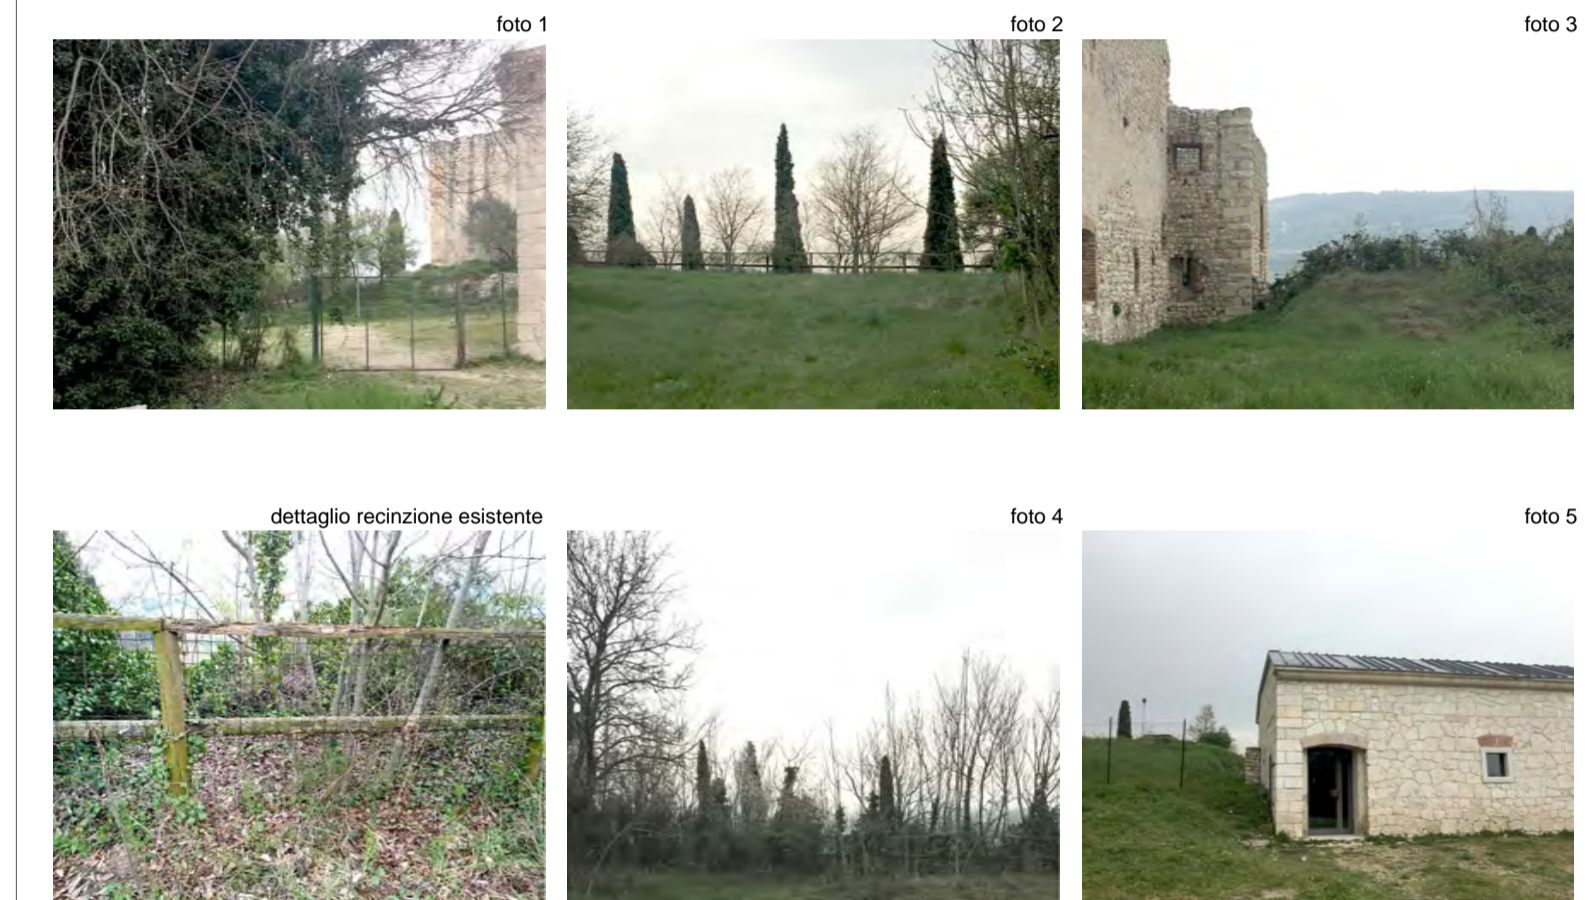 foto 1
foto 2
foto 3
dettaglio recinzione esistente
foto 4
foto 5